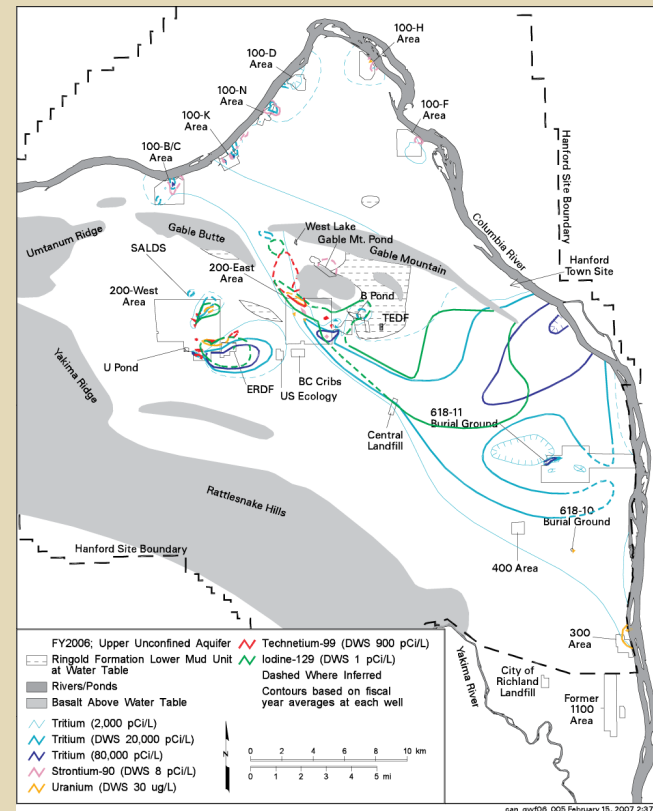 100-H
Area
100-D
Area
100-N
Area
100-K
Area
100-F
Area
100-B/C
Area
Hanford Site Boundary
Columbia River
Umtanum Ridge
Gable Butte
West Lake
Gable Mt. Pond
Gable Mountain
SALDS
200-East
Area
Hanford
Town Site
200-West
Area
B Pond
TEDF
U Pond
Yakima Ridge
ERDF
BC Cribs
US Ecology
Central
Landfill
618-11
Burial Ground
Rattlesnake Hills
618-10
Burial Ground
Hanford Site Boundary
400 Area
300
Area
Yakima River
City of
Richland
Landfill
Former
1100
Area
FY2006; Upper Unconfined Aquifer
Ringold Formation Lower Mud Unit
at Water Table
Rivers/Ponds
Basalt Above Water Table
Tritium (2,000 pCi/L)
Tritium (DWS 20,000 pCi/L)
Tritium (80,000 pCi/L)
Strontium-90 (DWS 8 pCi/L)
Uranium (DWS 30 ug/L)
Technetium-99 (DWS 900 pCi/L)
Iodine-129 (DWS 1 pCi/L)
Dashed Where Inferred
Contours based on fiscal
year averages at each well
N
0 2 4 6 8 10 km
0 1 2 3 4 5 mi
can_gwf06_005 February 15, 2007 2:37